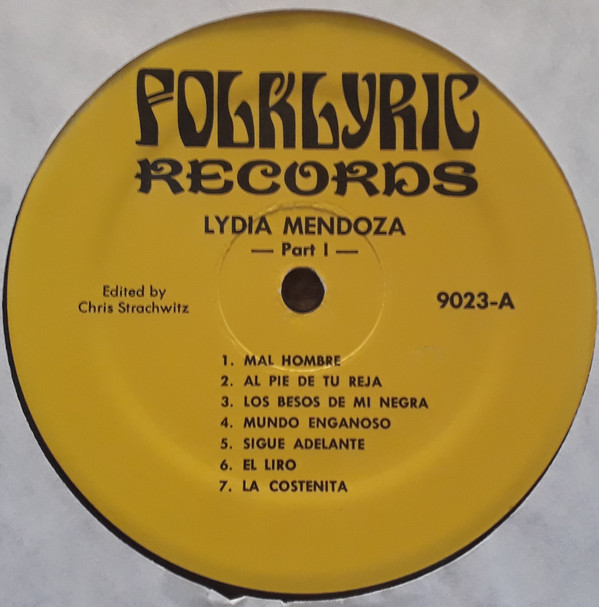 FOLKLYRIC
RECORDS
LYDIA MENDOZA
— Part I —
Edited by
Chris Strachwitz
9023-A
1. MAL HOMBRE
2. AL PIE DE TU REJA
3. LOS BESOS DE MI NEGRA
4. MUNDO ENGANOSO
5. SIGUE ADELANTE
6. EL LIRO
7. LA COSTENITA